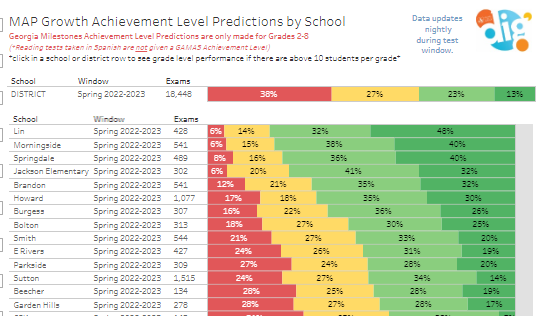 MAP Growth Achievement Level Predictions by School
Georgia Milestones Achievement Level Predictions are only made for Grades 2-8
(*Reading tests taken in Spanish are not given a GAMAS Achievement Level)
*click in a school or district row to see grade level performance if there are above 10 students per grade*
Data updates
nightly
during test
window.
dig
School Window Exams
DISTRICT Spring 2022-2023 18,448 38% 27% 23% 13%
School Window Exams
Lin Spring 2022-2023 428 6% 14% 32% 48%
Morningside Spring 2022-2023 541 6% 15% 38% 40%
Springdale Spring 2022-2023 489 8% 16% 36% 40%
Jackson Elementary Spring 2022-2023 302 6% 20% 41% 32%
Brandon Spring 2022-2023 541 12% 21% 35% 32%
Howard Spring 2022-2023 1,077 17% 18% 35% 30%
Burgess Spring 2022-2023 307 16% 22% 36% 26%
Bolton Spring 2022-2023 313 18% 27% 30% 25%
Smith Spring 2022-2023 544 21% 27% 33% 20%
E Rivers Spring 2022-2023 427 24% 26% 31% 19%
Parkside Spring 2022-2023 309 27% 24% 28% 20%
Sutton Spring 2022-2023 1,515 24% 27% 34% 14%
Beecher Spring 2022-2023 134 28% 25% 28% 19%
Garden Hills Spring 2022-2023 278 28% 27% 28% 17%